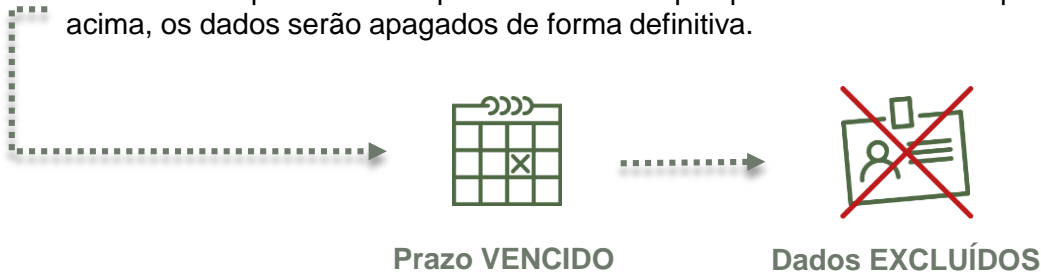 acima, os dados serão apagados de forma definitiva.
Prazo VENCIDO
Dados EXCLUÍDOS